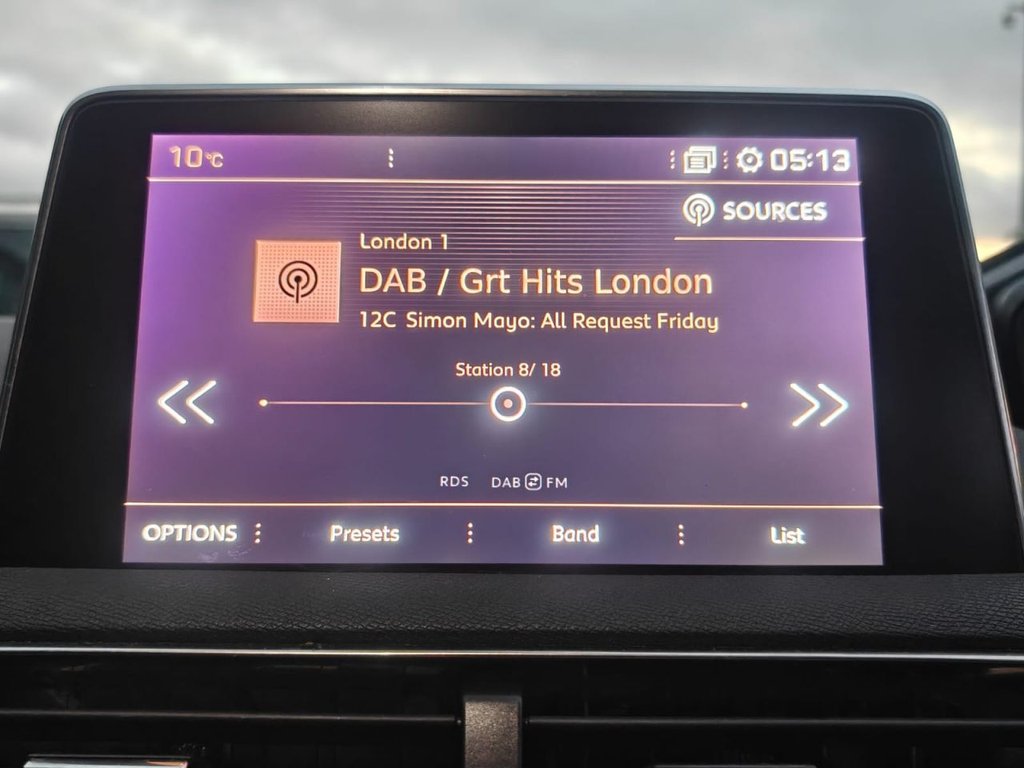 10°C
05:13
SOURCES
London 1
DAB / Grt Hits London
12C Simon Mayo: All Request Friday
Station 8/ 18
RDS DAB FM
OPTIONS Presets Band List